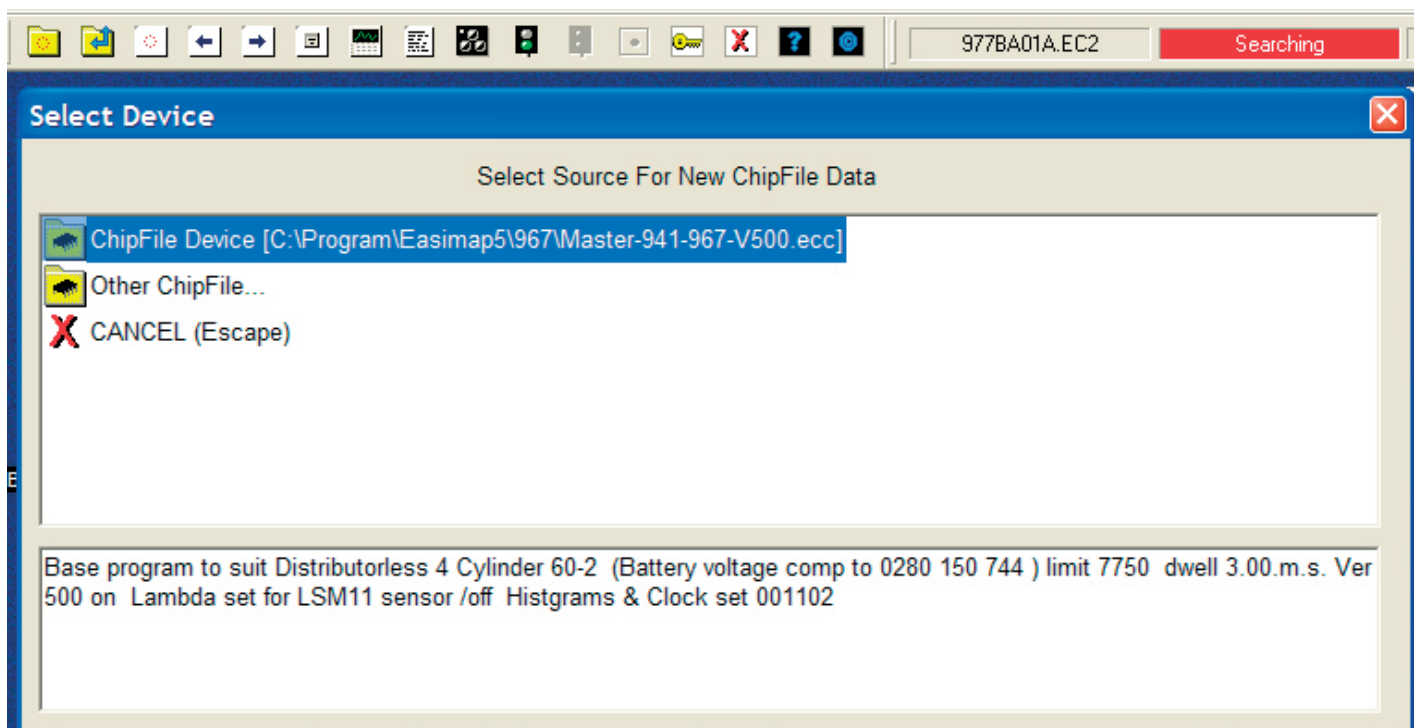 977BA01A.EC2 Searching
Select Device
Select Source For New ChipFile Data
ChipFile Device [C:\Program\Easimap5\967\Master-941-967-V500.ecc]
Other ChipFile...
CANCEL (Escape)
E
Base program to suit Distributorless 4 Cylinder 60-2  (Battery voltage comp to 0280 150 744 ) limit 7750  dwell 3.00.m.s. Ver
500 on  Lambda set for LSM11 sensor /off  Histgrams & Clock set 001102